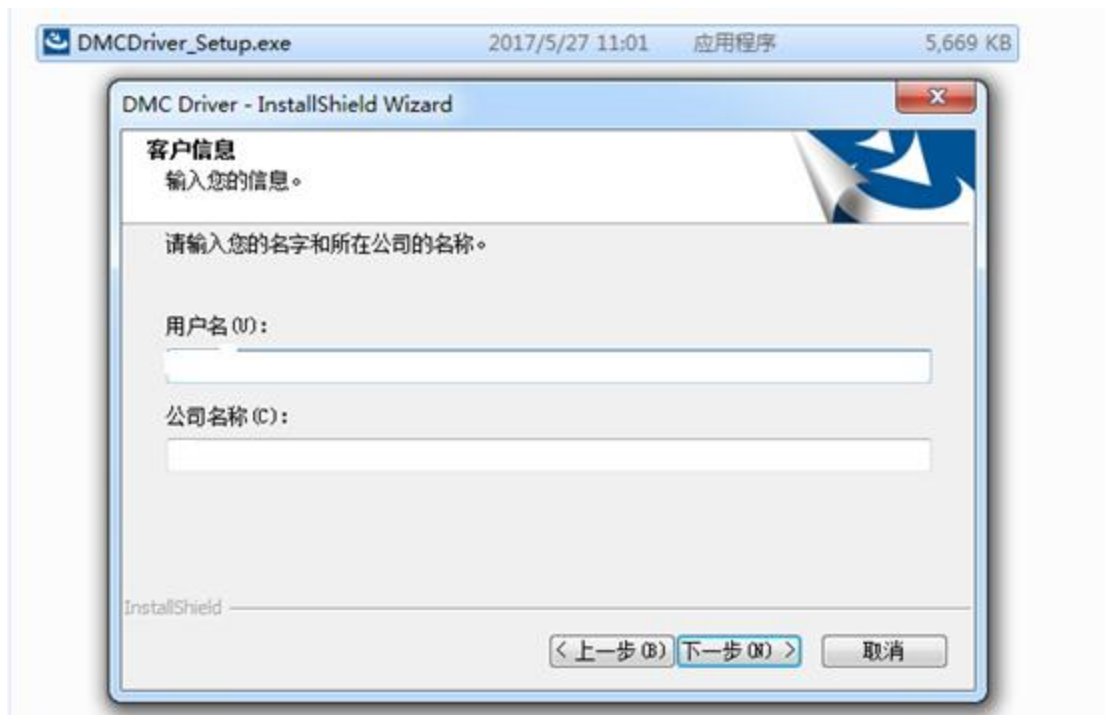 DMCDriver_Setup.exe 2017/5/27 11:01 应用程序 5,669 KB
DMC Driver - InstallShield Wizard
客户信息
输入您的信息。
请输入您的名字和所在公司的名称。
用户名(U):
公司名称(C):
InstallShield
< 上一步(B) 下一步(N) > 取消